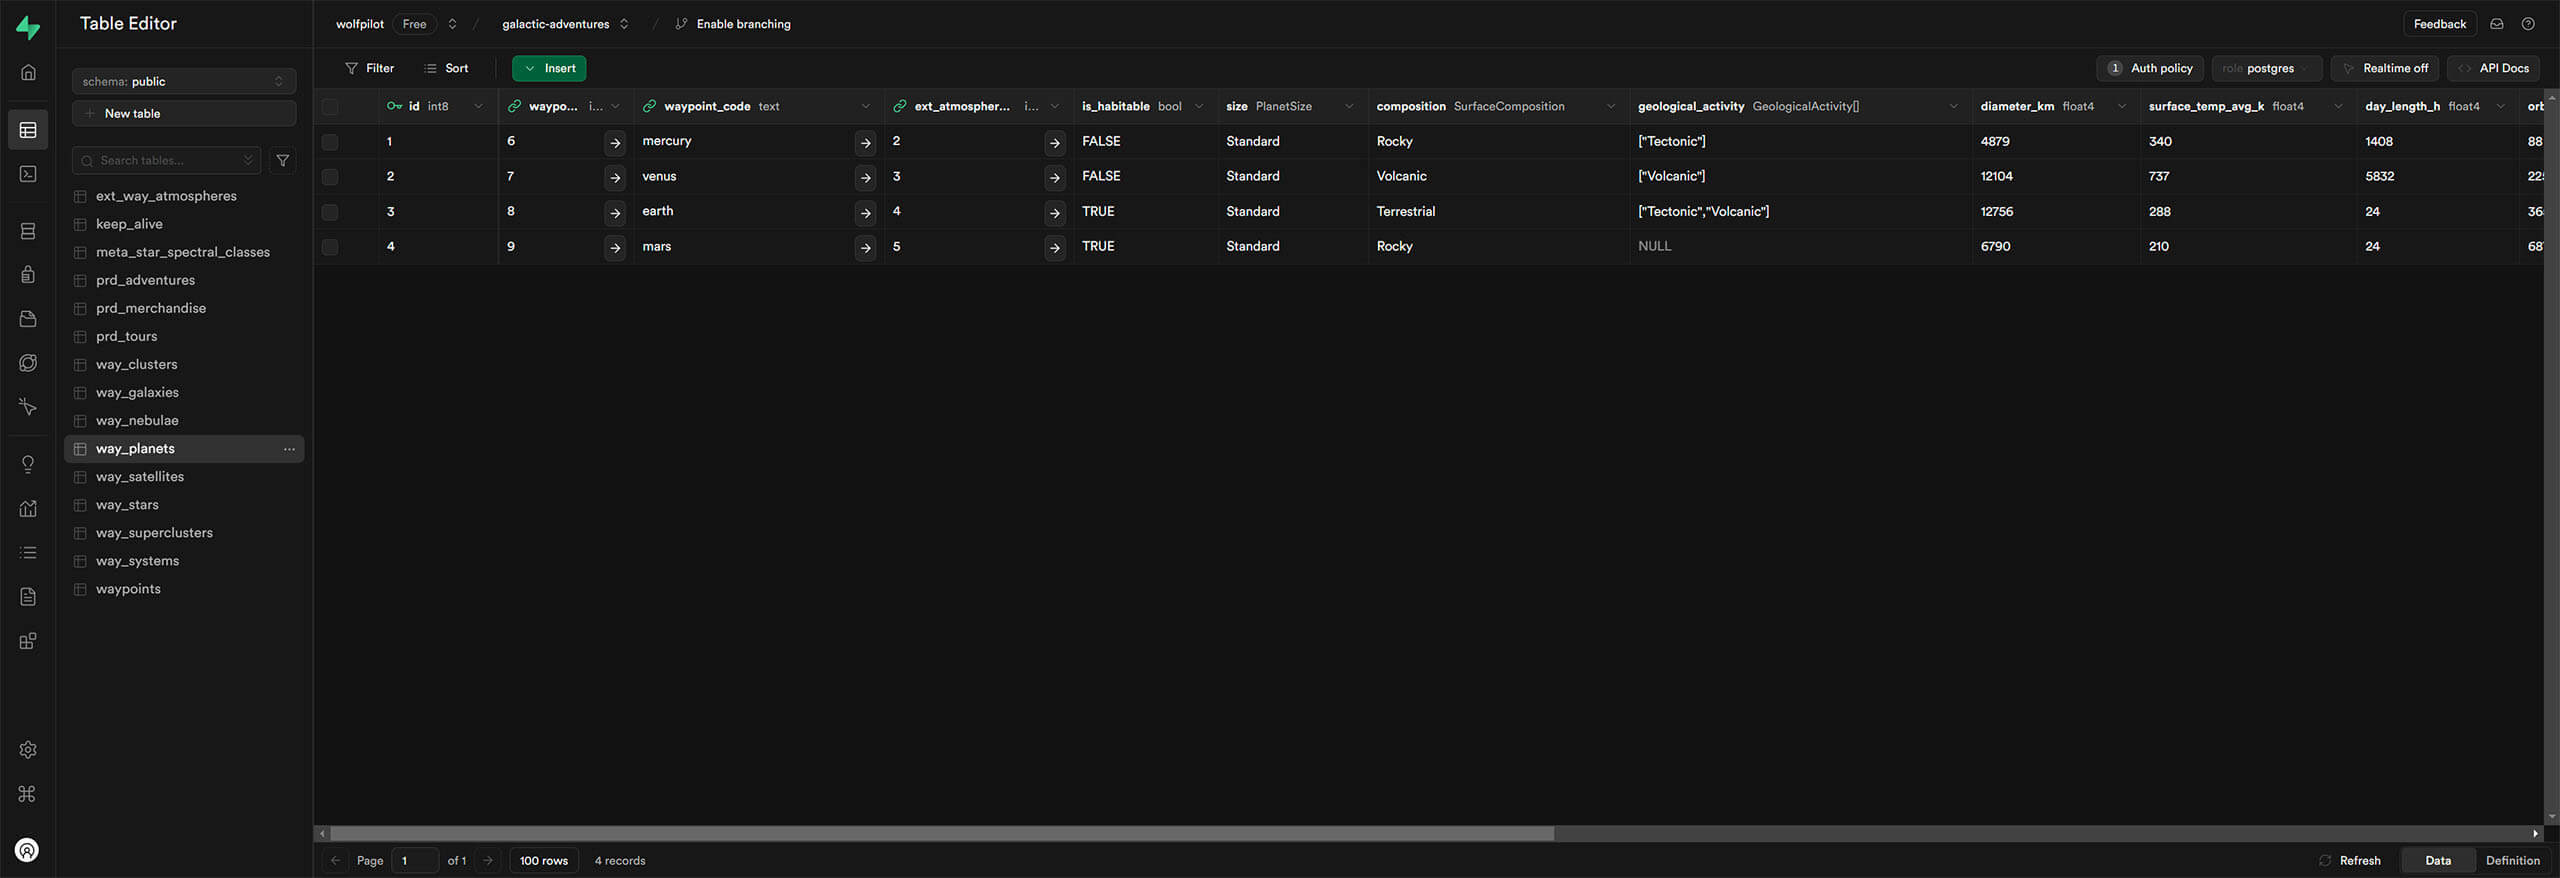 Table Editor
wolfpilot Free / galactic-adventures / Enable branching
Feedback
schema: public
New table
Search tables...
ext_way_atmospheres
keep_alive
meta_star_spectral_classes
prd_adventures
prd_merchandise
prd_tours
way_clusters
way_galaxies
way_nebulae
way_planets ...
way_satellites
way_stars
way_superclusters
way_systems
waypoints
Filter Sort Insert
1 Auth policy role postgres Realtime off API Docs
id int8 waypo... i... waypoint_code text ext_atmospher... i... is_habitable bool size PlanetSize composition SurfaceComposition geological_activity GeologicalActivity[] diameter_km float4 surface_temp_avg_k float4 day_length_h float4 orb
1 6 mercury 2 FALSE Standard Rocky ["Tectonic"] 4879 340 1408 88
2 7 venus 3 FALSE Standard Volcanic ["Volcanic"] 12104 737 5832 225
3 8 earth 4 TRUE Standard Terrestrial ["Tectonic","Volcanic"] 12756 288 24
4 9 mars 5 TRUE Standard Rocky NULL 6790 210 24
Page 1 of 1 100 rows 4 records
Refresh Data Definition